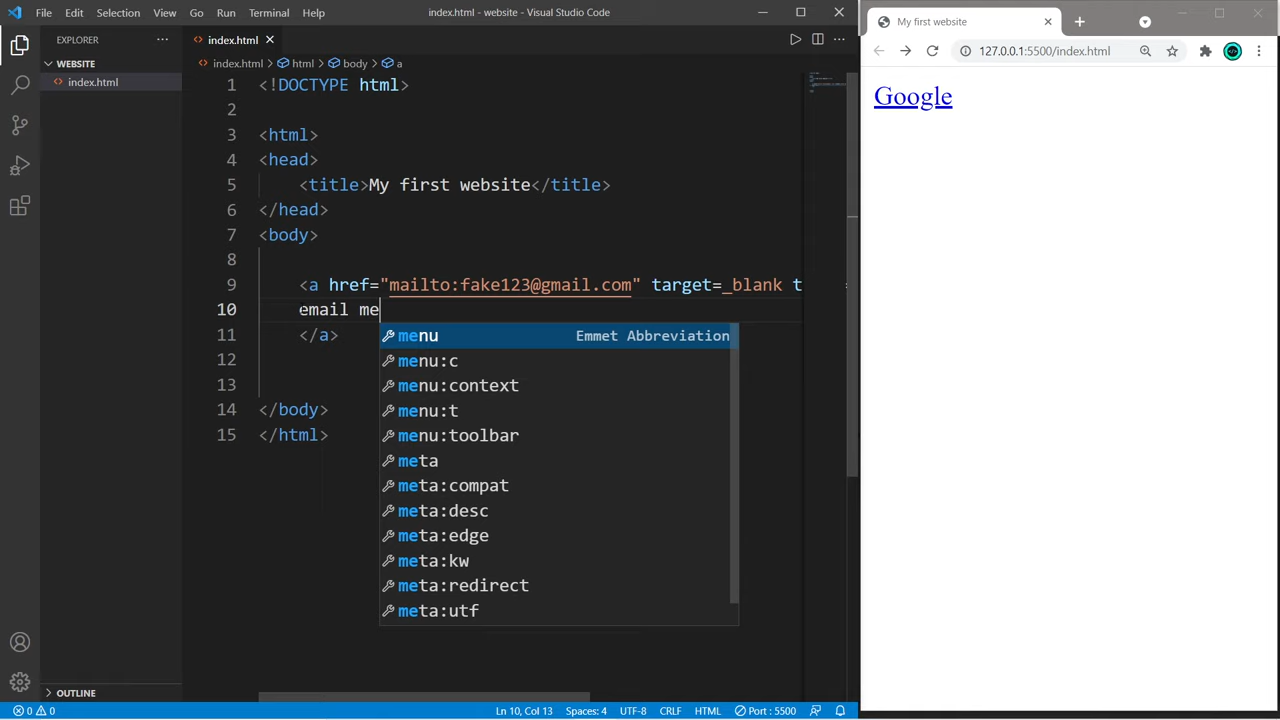 File Edit Selection View Go Run Terminal Help
index.html - website - Visual Studio Code
EXPLORER
WEBSITE
index.html
OUTLINE
index.html
index.html > html > body > a
1 <!DOCTYPE html>
2
3 <html>
4 <head>
5 <title>My first website</title>
6 </head>
7 <body>
8
9 <a href="mailto:fake123@gmail.com" target=_blank t =
10 email me
11 </a>
12
13
14 </body>
15 </html>
menu Emmet Abbreviation
menu:c
menu:context
menu:t
menu:toolbar
meta
meta:compat
meta:desc
meta:edge
meta:kw
meta:redirect
meta:utf
0 0
Ln 10, Col 13 Spaces: 4 UTF-8 CRLF HTML Port : 5500
My first website
127.0.0.1:5500/index.html
Google